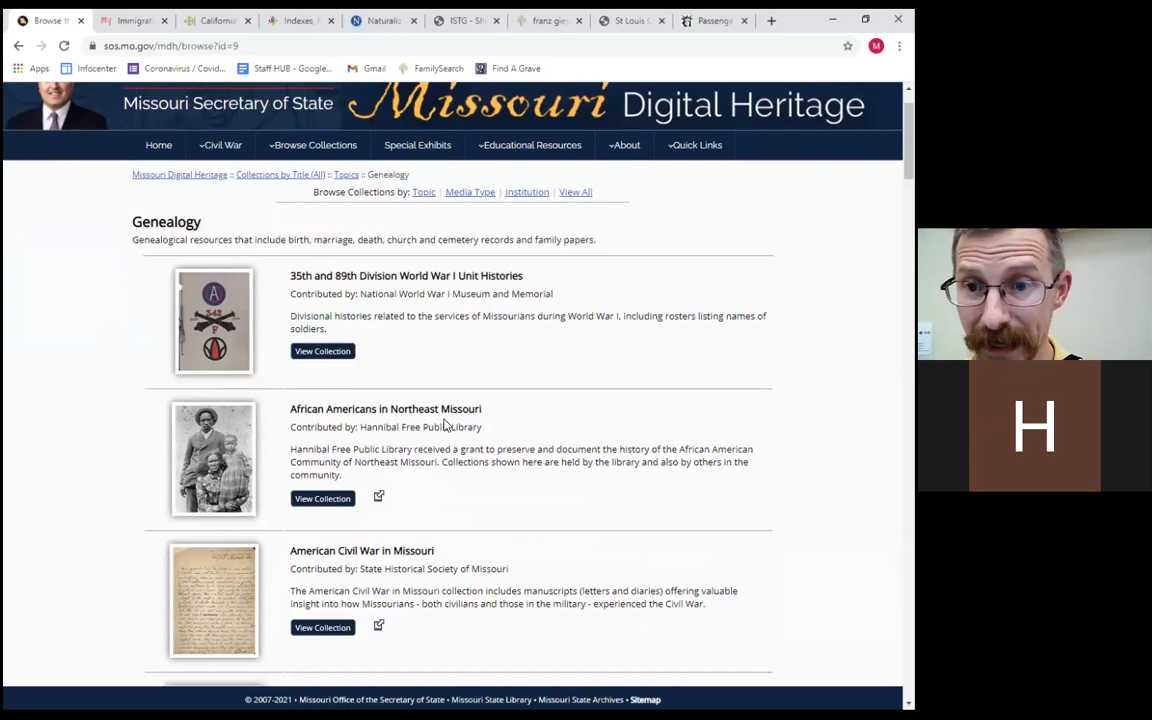 Browse th
Immigrati
California
Indexes,
Naturaliz
ISTG - Sh
franz gies
St Louis C
Passenge
sos.mo.gov/mdh/browse?id=9
M
Apps
Infocenter
Coronavirus / Covid...
Staff HUB - Google...
Gmail
FamilySearch
Find A Grave
Missouri Secretary of State
Missouri Digital Heritage
Home
Civil War
Browse Collections
Special Exhibits
Educational Resources
About
Quick Links
Missouri Digital Heritage :: Collections by Title (All) :: Topics :: Genealogy
Browse Collections by: Topic | Media Type | Institution | View All
Genealogy
Genealogical resources that include birth, marriage, death, church and cemetery records and family papers.
35th and 89th Division World War I Unit Histories
Contributed by: National World War I Museum and Memorial
Divisional histories related to the services of Missourians during World War I, including rosters listing names of
soldiers.
View Collection
A
342
F
African Americans in Northeast Missouri
Contributed by: Hannibal Free Public Library
Hannibal Free Public Library received a grant to preserve and document the history of the African American
Community of Northeast Missouri. Collections shown here are held by the library and also by others in the
community.
View Collection
American Civil War in Missouri
Contributed by: State Historical Society of Missouri
The American Civil War in Missouri collection includes manuscripts (letters and diaries) offering valuable
insight into how Missourians - both civilians and those in the military - experienced the Civil War.
View Collection
© 2007-2021 • Missouri Office of the Secretary of State • Missouri State Library • Missouri State Archives • Sitemap
H